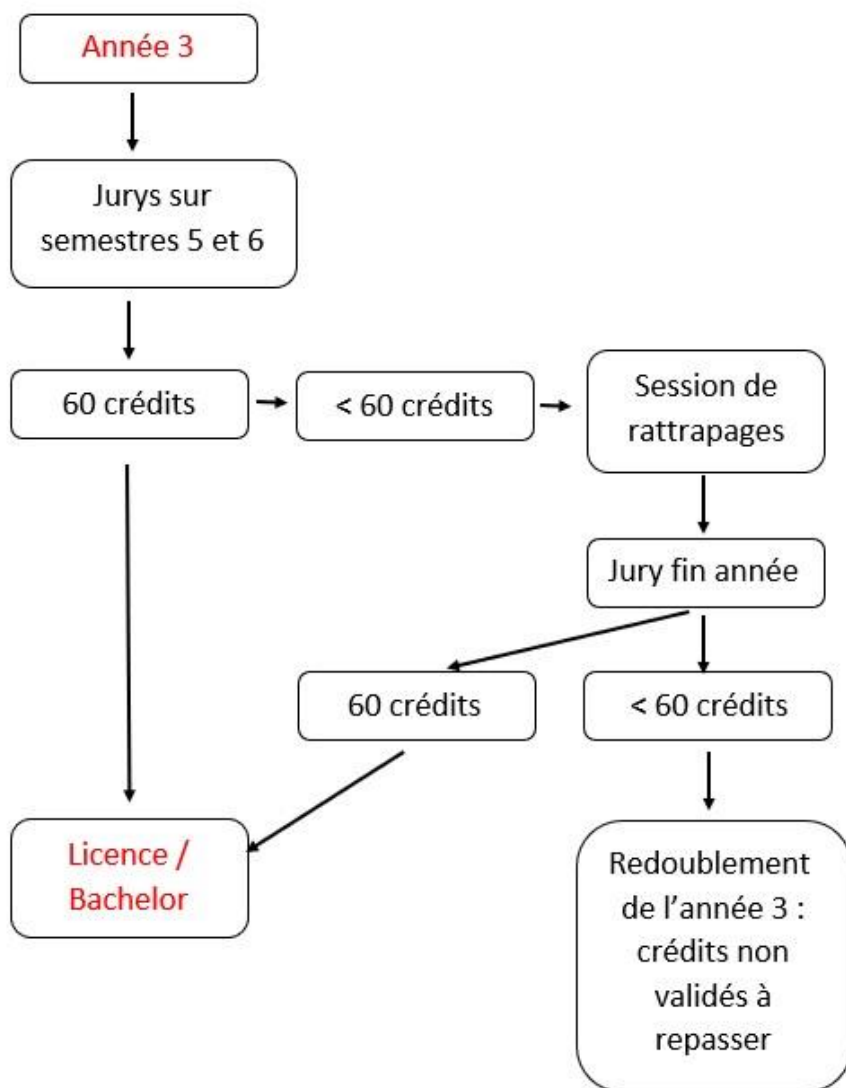 Année 3
Jurys sur
semestres 5 et 6
60 crédits
< 60 crédits
Session de
rattrapages
Jury fin année
60 crédits
< 60 crédits
Licence /
Bachelor
Redoublement
de l’année 3 :
crédits non
validés à
repasser